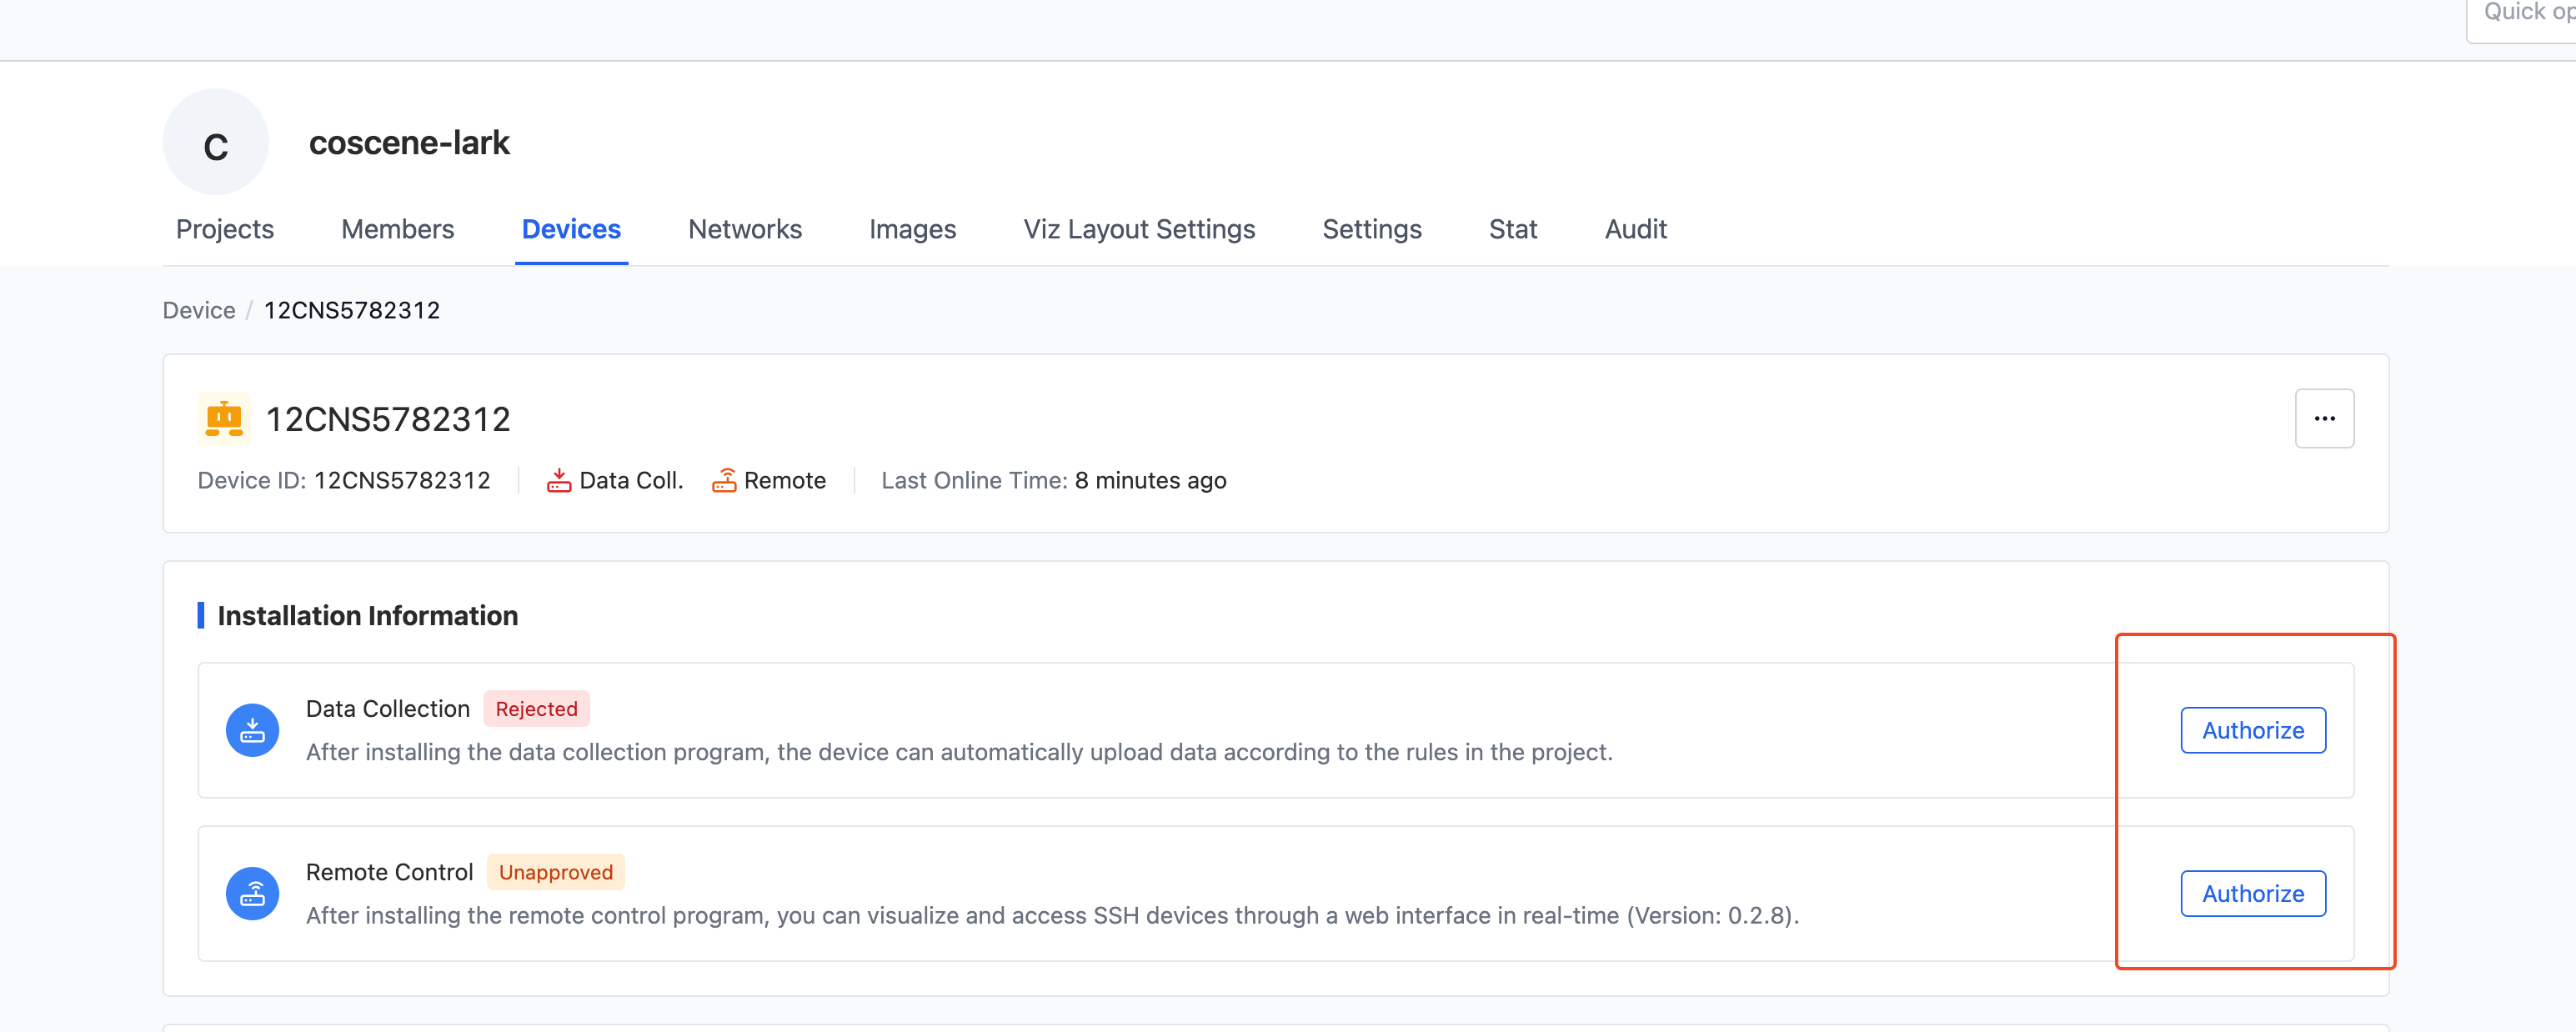 Quick op
C
coscene-lark
Projects Members Devices Networks Images Viz Layout Settings Settings Stat Audit
Device / 12CNS5782312
12CNS5782312
...
Device ID: 12CNS5782312 Data Coll. Remote Last Online Time: 8 minutes ago
Installation Information
Data Collection Rejected
After installing the data collection program, the device can automatically upload data according to the rules in the project.
Authorize
Remote Control Unapproved
After installing the remote control program, you can visualize and access SSH devices through a web interface in real-time (Version: 0.2.8).
Authorize